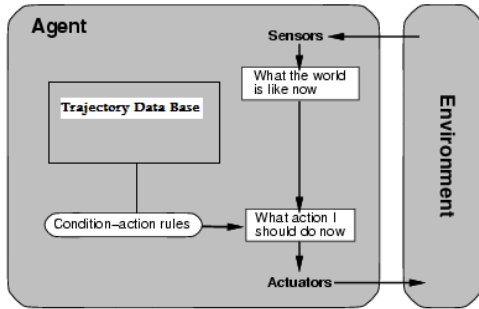 Agent
Sensors
What the world
is like now
Trajectory Data Base
Condition–action rules
What action I
should do now
Actuators
Environment